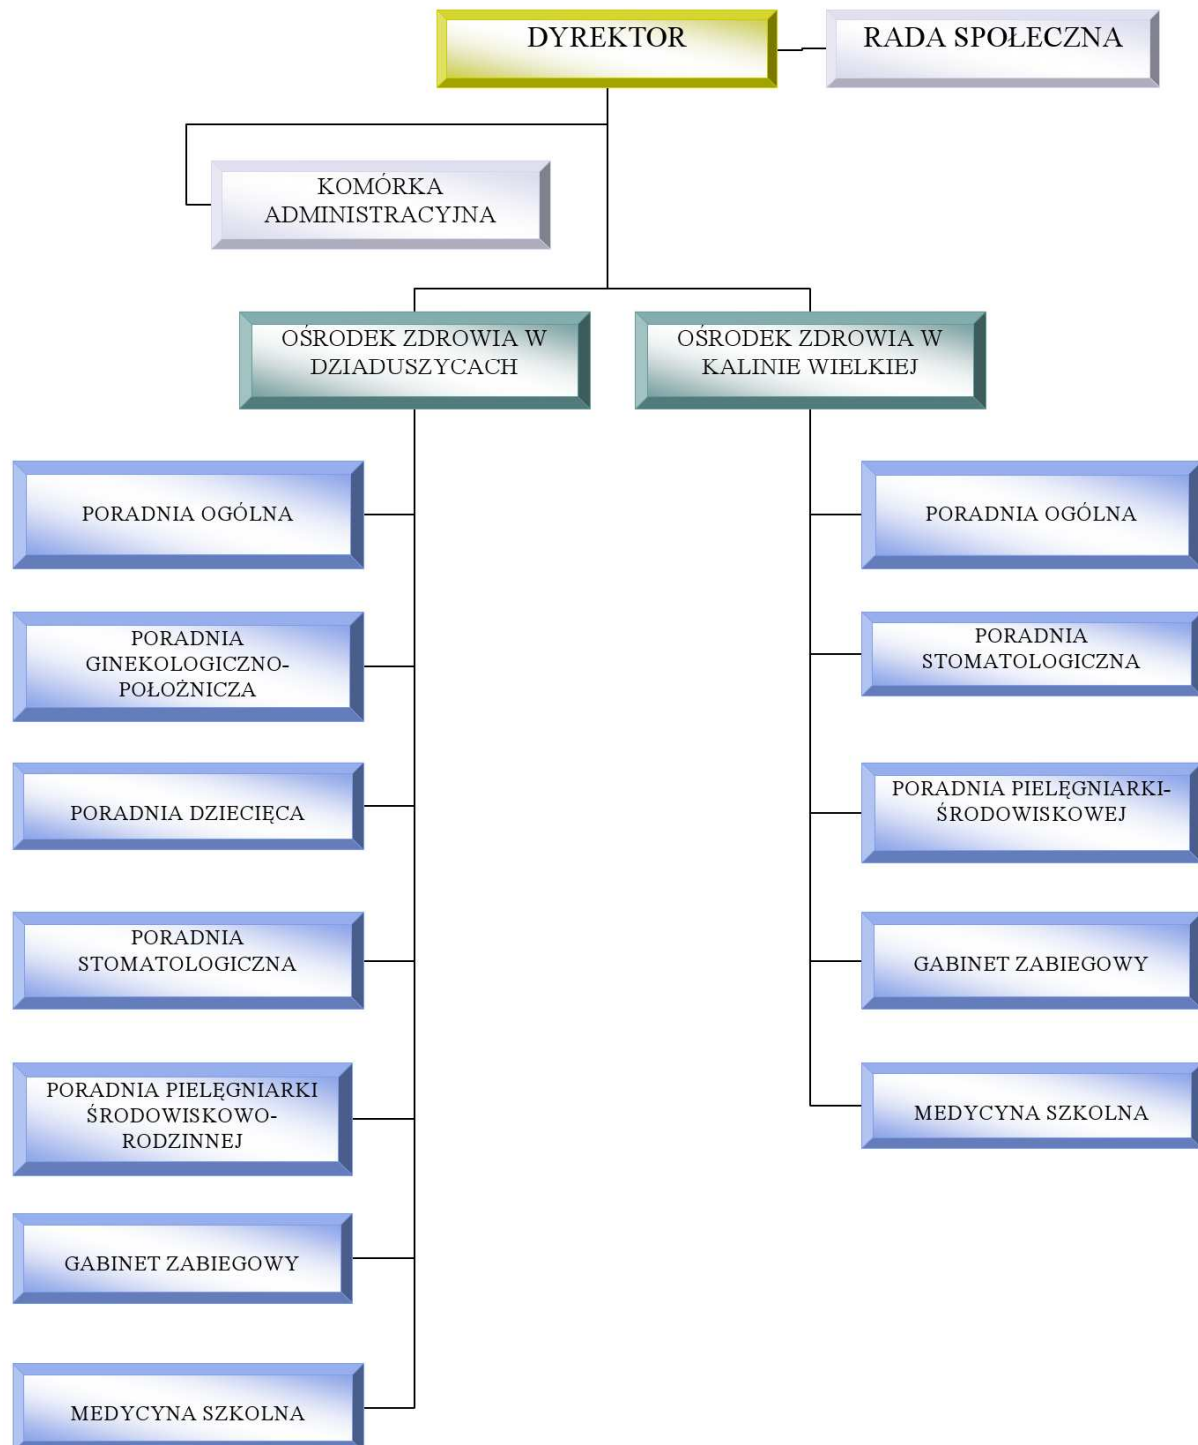 DYREKTOR
RADA SPOŁECZNA
KOMÓRKA
ADMINISTRACYJNA
OŚRODEK ZDROWIA W
DZIADUSZYCACH
OŚRODEK ZDROWIA W
KALINIE WIELKIEJ
PORADNIA OGÓLNA
PORADNIA
GINEKOLOGICZNO-
POŁOŻNICZA
PORADNIA DZIECIĘCA
PORADNIA
STOMATOLOGICZNA
PORADNIA PIELĘGNIARKI
ŚRODOWISKOWO-
RODZINNEJ
GABINET ZABIEGOWY
MEDYCYNA SZKOLNA
PORADNIA OGÓLNA
PORADNIA
STOMATOLOGICZNA
PORADNIA PIELĘGNIARKI-
ŚRODOWISKOWEJ
GABINET ZABIEGOWY
MEDYCYNA SZKOLNA